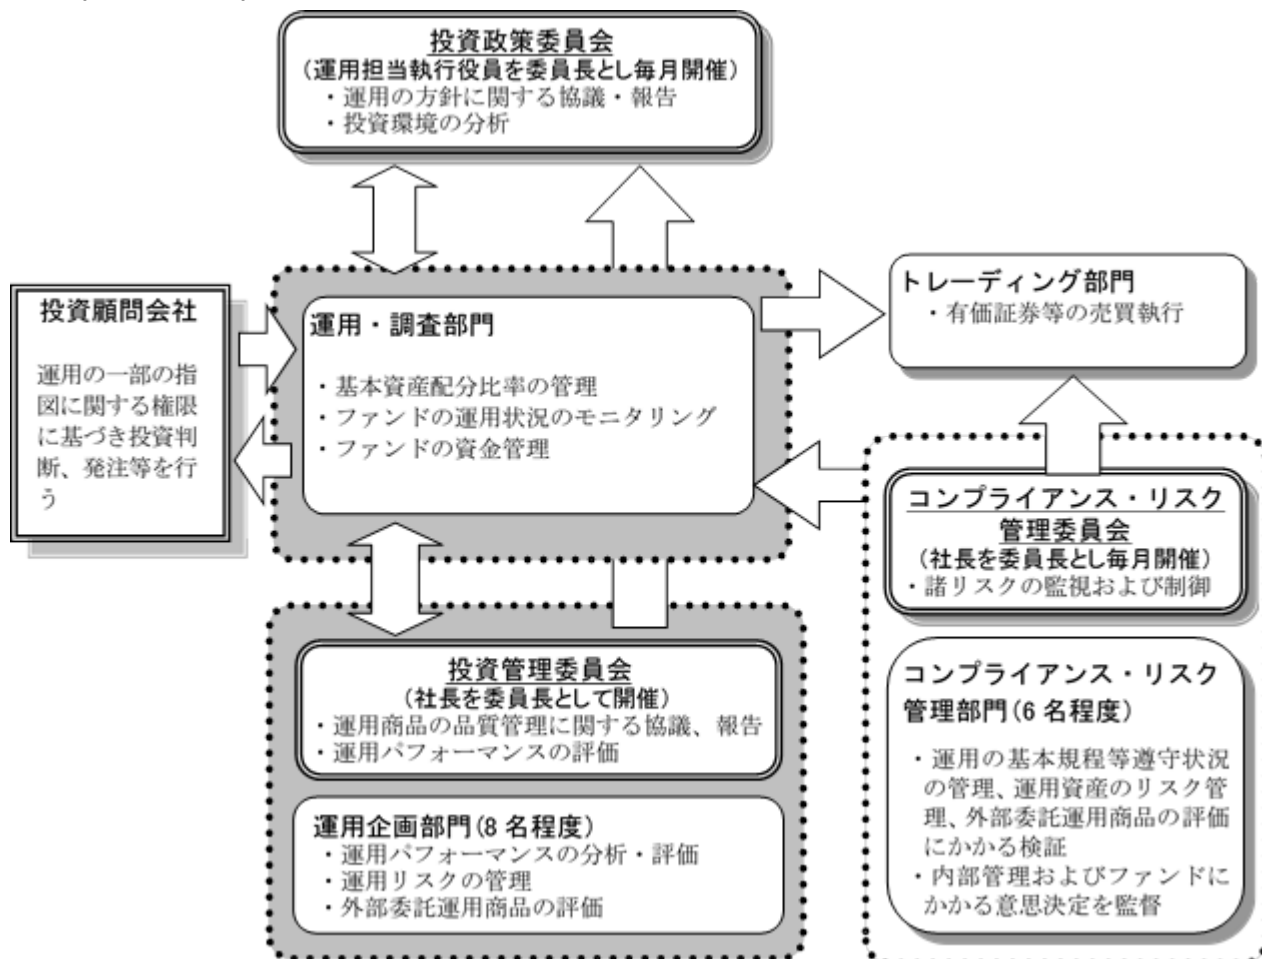 投資政策委員会
(運用担当執行役員を委員長とし毎月開催)
・運用の方針に関する協議・報告
・投資環境の分析
投資顧問会社
運用の一部の指
図に関する権限
に基づき投資判
断、発注等を行
う
運用・調査部門
・基本資産配分比率の管理
・ファンドの運用状況のモニタリング
・ファンドの資金管理
トレーディング部門
・有価証券等の売買執行
コンプライアンス・リスク
管理委員会
(社長を委員長とし毎月開催)
・諸リスクの監視および制御
投資管理委員会
(社長を委員長として開催)
・運用商品の品質管理に関する協議、報告
・運用パフォーマンスの評価
運用企画部門(8名程度)
・運用パフォーマンスの分析・評価
・運用リスクの管理
・外部委託運用商品の評価
コンプライアンス・リスク
管理部門(6名程度)
・運用の基本規程等遵守状況
の管理、運用資産のリスク管
理、外部委託運用商品の評価
にかかる検証
・内部管理およびファンドに
かかる意思決定を監督